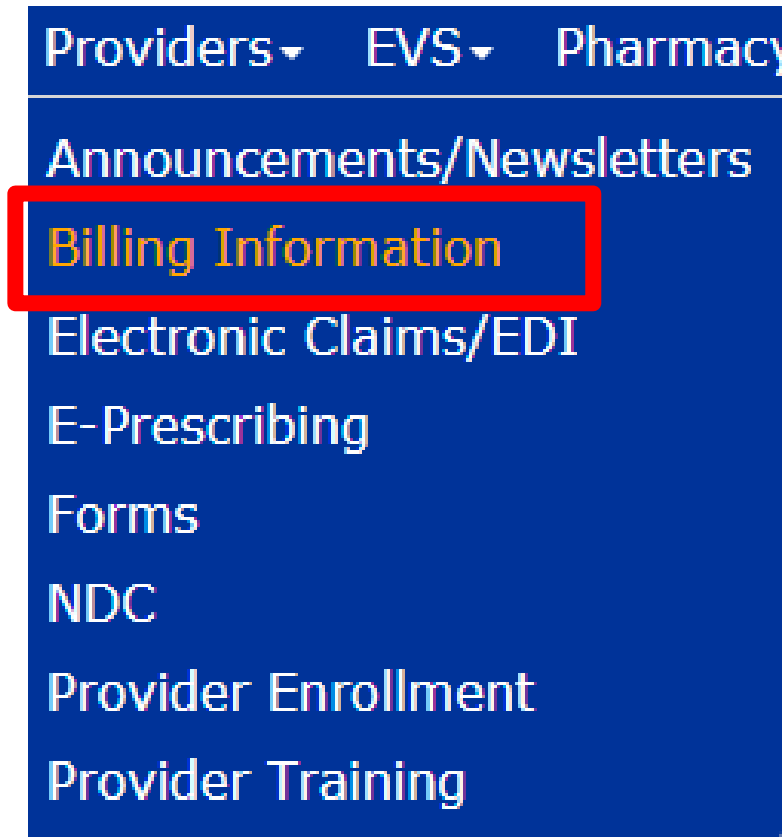 Providers EVS Pharmacy
Announcements/Newsletters
Billing Information
Electronic Claims/EDI
E-Prescribing
Forms
NDC
Provider Enrollment
Provider Training